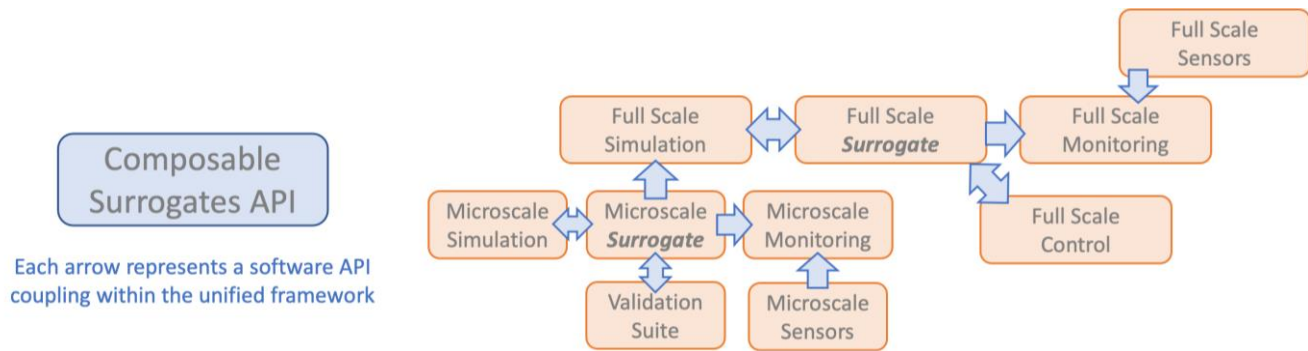 Composable
Surrogates API
Each arrow represents a software API
coupling within the unified framework
Full Scale
Sensors
Full Scale
Simulation
Full Scale
Surrogate
Full Scale
Monitoring
Microscale
Simulation
Microscale
Surrogate
Microscale
Monitoring
Full Scale
Control
Validation
Suite
Microscale
Sensors